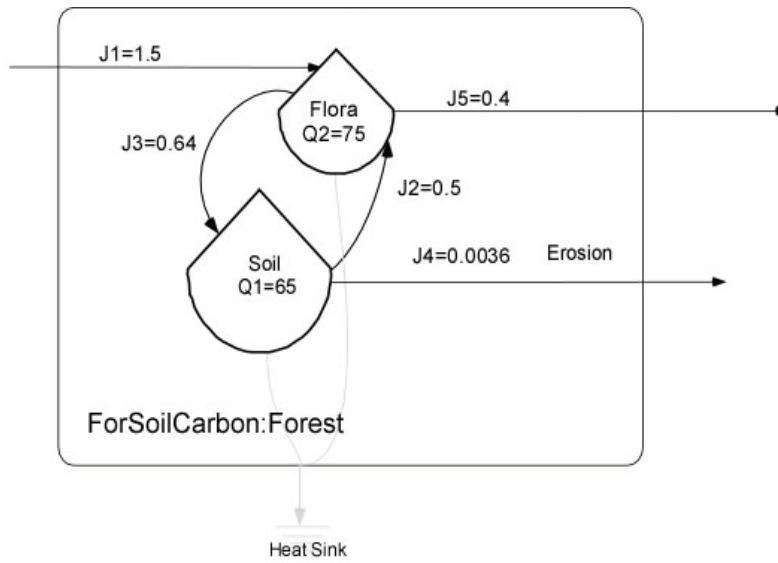 J1=1.5
Flora
Q2=75
J5=0.4
J3=0.64
J2=0.5
Soil
Q1=65
J4=0.0036
Erosion
ForSoilCarbon:Forest
Heat Sink